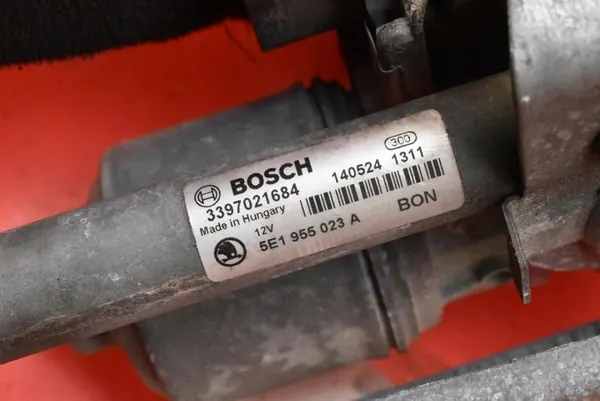 300
BOSCH 140524 1311
3397021684
Made in Hungary
12V BON
5E1 955 023 A